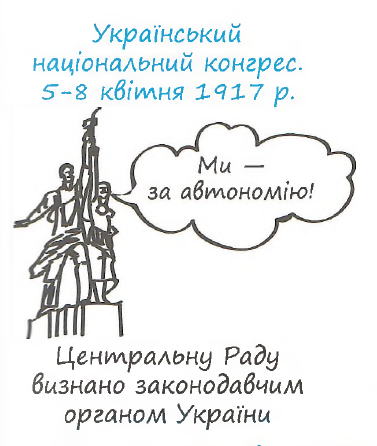 Український
національний конгрес.
5-8 квітня 1917 р.
Ми —
за автономію!
Центральну Раду
визнано законодавчим
органом України